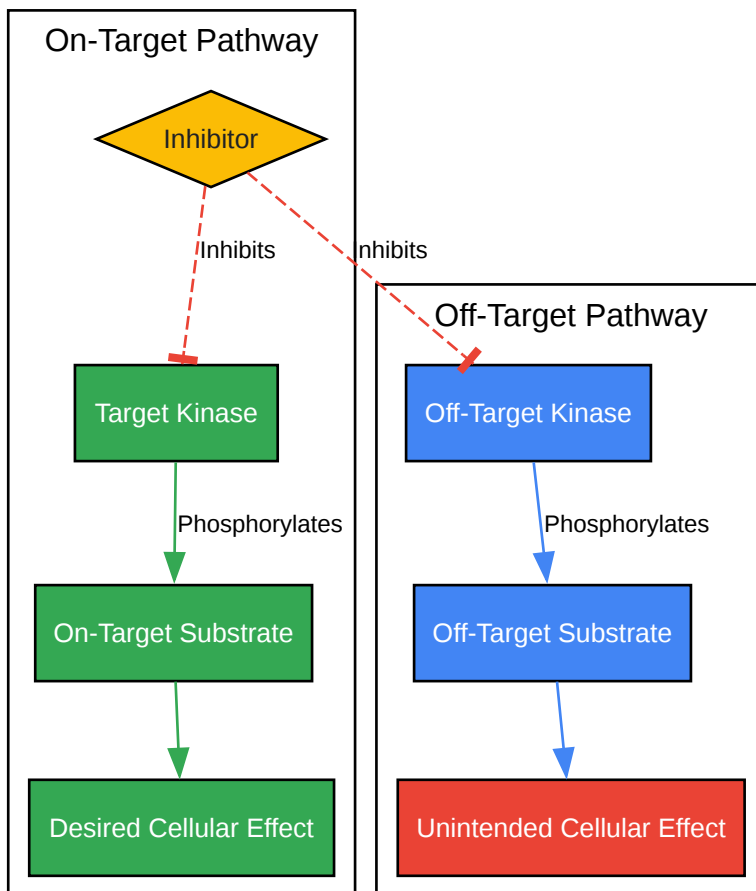 On-Target Pathway
Inhibitor
Inhibits
Inhibits
Off-Target Pathway
Target Kinase
Off-Target Kinase
Phosphorylates
Phosphorylates
On-Target Substrate
Off-Target Substrate
Desired Cellular Effect
Unintended Cellular Effect